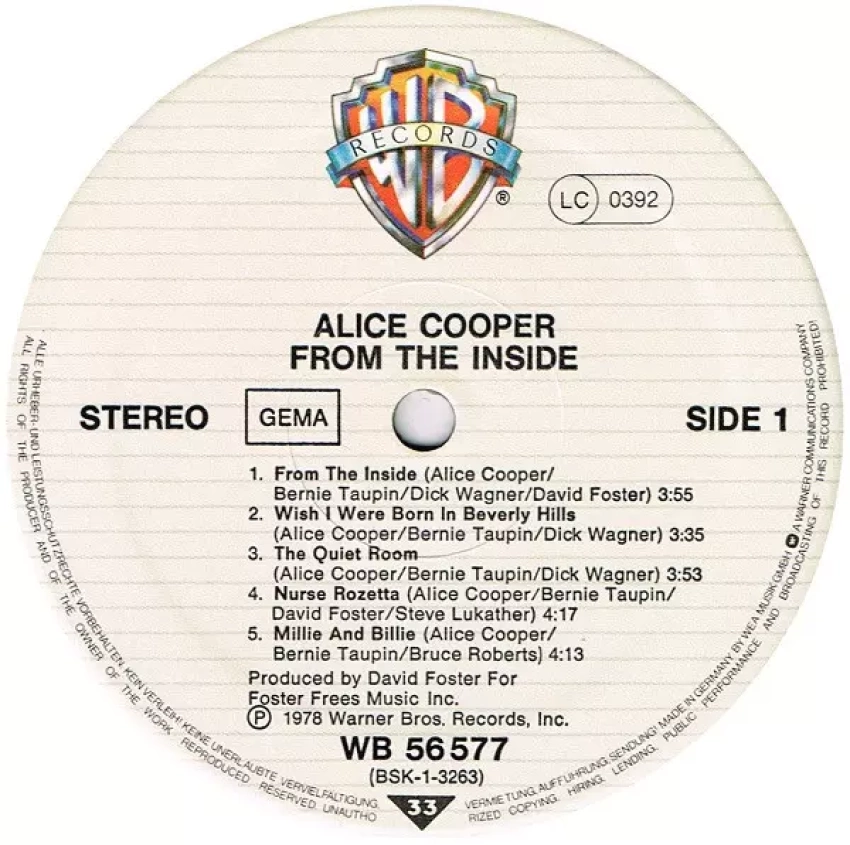 WB
RECORDS
®
LC 0392
ALICE COOPER
FROM THE INSIDE
STEREO
GEMA
SIDE 1
1. From The Inside (Alice Cooper/
Bernie Taupin/Dick Wagner/David Foster) 3:55
2. Wish I Were Born In Beverly Hills
(Alice Cooper/Bernie Taupin/Dick Wagner) 3:35
3. The Quiet Room
(Alice Cooper/Bernie Taupin/Dick Wagner) 3:53
4. Nurse Rozetta (Alice Cooper/Bernie Taupin/
David Foster/Steve Lukather) 4:17
5. Millie And Billie (Alice Cooper/
Bernie Taupin/Bruce Roberts) 4:13
Produced by David Foster For
Foster Frees Music Inc.
Ⓟ 1978 Warner Bros. Records, Inc.
WB 56 577
(BSK-1-3263)
33
ALLE URHEBER- UND LEISTUNGSSCHUTZRECHTE VORBEHALTEN. KEIN VERLEIH! KEINE UNERLAUBTE VERVIELFÄLTIGUNG, VERMIETUNG, AUFFÜHRUNG, SENDUNG! MADE IN GERMANY BY WEA MUSIK GMBH A WARNER COMMUNICATIONS COMPANY
ALL RIGHTS OF THE PRODUCER AND OF THE OWNER OF THE WORK REPRODUCED RESERVED. UNAUTHORIZED COPYING, HIRING, LENDING, PUBLIC PERFORMANCE AND BROADCASTING OF THIS RECORD PROHIBITED!